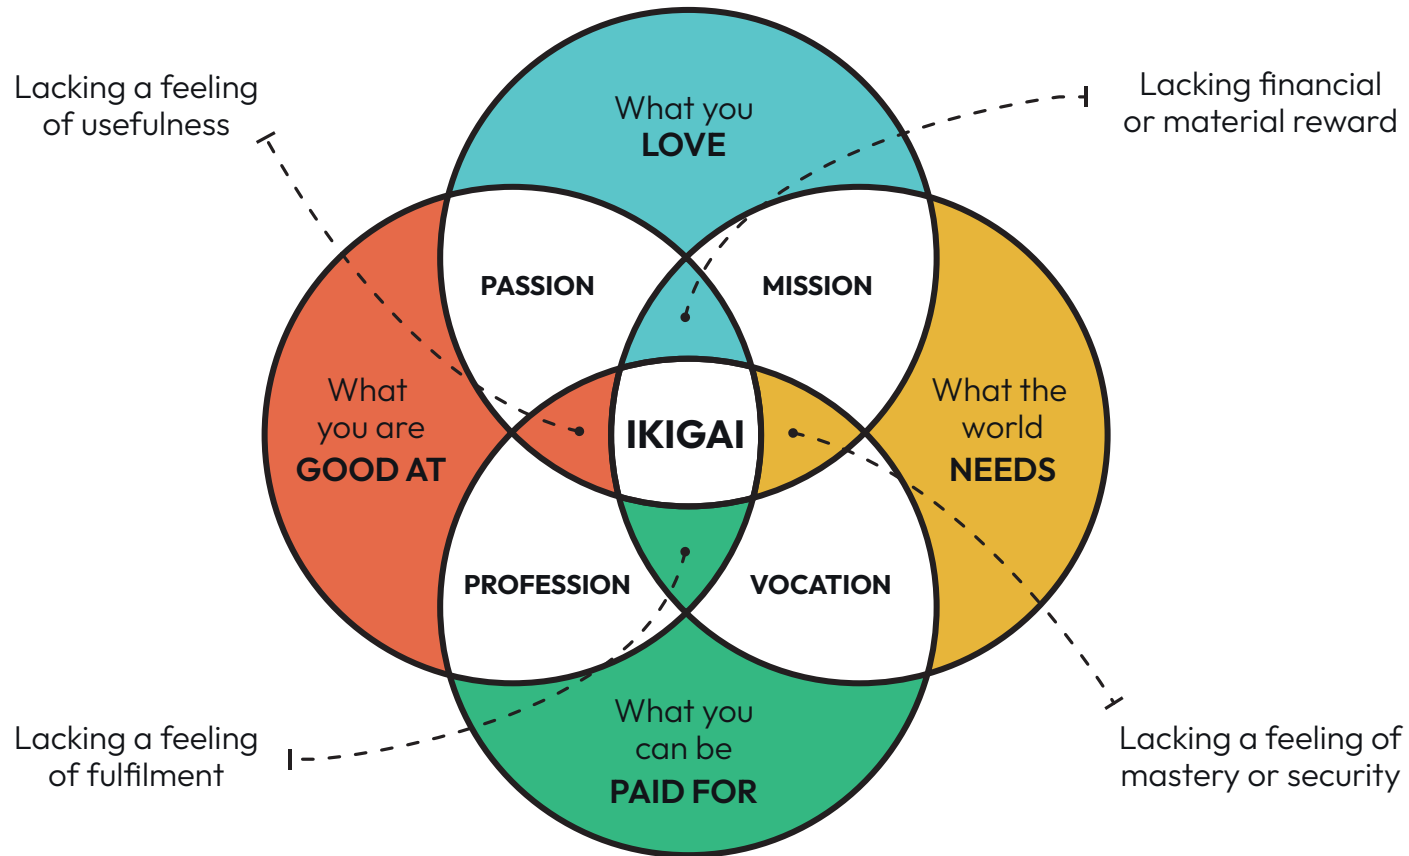 Lacking a feeling
of usefulness
What you
LOVE
Lacking financial
or material reward
PASSION
MISSION
What
you are
GOOD AT
IKIGAI
What the
world
NEEDS
PROFESSION
VOCATION
Lacking a feeling
of fulfilment
What you
can be
PAID FOR
Lacking a feeling of
mastery or security